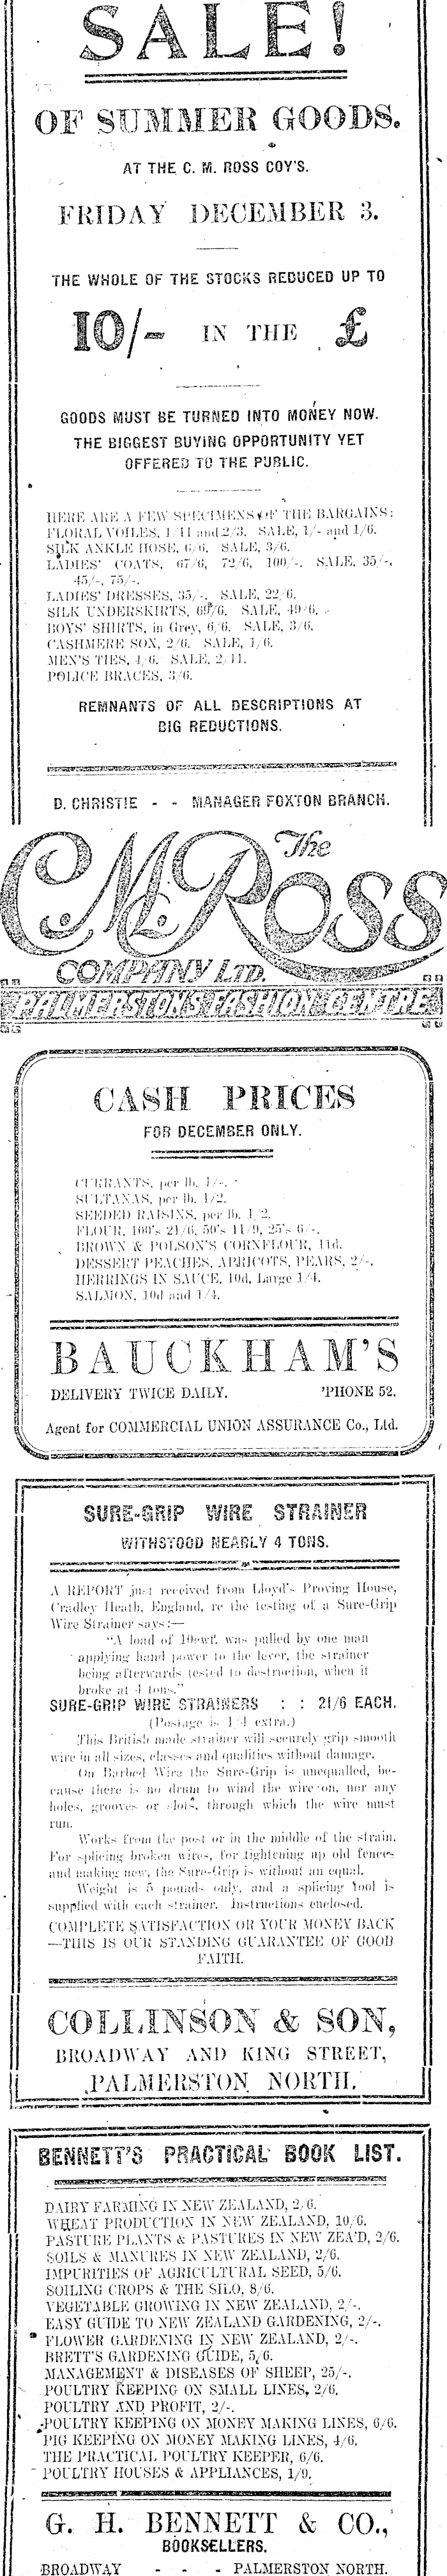 SALE!
OF SUMMER GOODS.
AT THE C. M. ROSS COY'S.
FRIDAY DECEMBER 3.
THE WHOLE OF THE STOCKS REDUCED UP TO
10/- IN THE £
GOODS MUST BE TURNED INTO MONEY NOW.
THE BIGGEST BUYING OPPORTUNITY YET
OFFERED TO THE PUBLIC.
HERE ARE A FEW SPECIMENS OF THE BARGAINS:
FLORAL VOILES, 1/11 and 2/3. SALE, 1/- and 1/6.
SILK ANKLE HOSE, 6/6. SALE, 3/6.
LADIES' COATS, 67/6, 72/6, 100/-. SALE, 35/-,
45/-, 75/-.
LADIES' DRESSES, 35/-. SALE, 22/6.
SILK UNDERSKIRTS, 69/6. SALE, 49/6.
BOYS' SHIRTS, in Grey, 6/6. SALE, 3/6.
CASHMERE SOX, 2/6. SALE, 1/6.
MEN'S TIES, 4/6. SALE, 2/11.
POLICE BRACES, 3/6.
REMNANTS OF ALL DESCRIPTIONS AT
BIG REDUCTIONS.
D. CHRISTIE - - MANAGER FOXTON BRANCH.
The
C. M. ROSS
COMPANY LTD.
PALMERSTON'S FASHION CENTRE
CASH PRICES
FOR DECEMBER ONLY.
CURRANTS, per lb. 1/-.
SULTANAS, per lb. 1/2.
SEEDED RAISINS, per lb. 1/2.
FLOUR, 100's 21/6, 50's 11/9, 25's 6/-.
BROWN & POLSON'S CORNFLOUR, 11d.
DESSERT PEACHES, APRICOTS, PEARS, 2/-.
HERRINGS IN SAUCE, 10d, Large 1/4.
SALMON, 10d and 1/4.
BAUCKHAM'S
DELIVERY TWICE DAILY. 'PHONE 52.
Agent for COMMERCIAL UNION ASSURANCE Co., Ltd.
SURE-GRIP WIRE STRAINER
WITHSTOOD NEARLY 4 TONS.
A REPORT just received from Lloyd's Proving House,
Cradley Heath, England, re the testing of a Sure-Grip
Wire Strainer says:—
"A load of 10cwt. was pulled by one man
applying hand power to the lever, the strainer
being afterwards tested to destruction, when it
broke at 4 tons."
SURE-GRIP WIRE STRAINERS : : 21/6 EACH.
(Postage is 1/4 extra.)
This British made strainer will securely grip smooth
wire in all sizes, classes and qualities without damage.
On Barbed Wire the Sure-Grip is unequalled, be-
cause there is no drum to wind the wire on, nor any
holes, grooves or slots, through which the wire must
run.
Works from the post or in the middle of the strain.
For splicing broken wires, for tightening up old fences
and making new, the Sure-Grip is without an equal.
Weight is 5 pounds only, and a splicing tool is
supplied with each strainer. Instructions enclosed.
COMPLETE SATISFACTION OR YOUR MONEY BACK
—THIS IS OUR STANDING GUARANTEE OF GOOD
FAITH.
COLLINSON & SON,
BROADWAY AND KING STREET,
PALMERSTON NORTH.
BENNETT'S PRACTICAL BOOK LIST.
DAIRY FARMING IN NEW ZEALAND, 2/6.
WHEAT PRODUCTION IN NEW ZEALAND, 10/6.
PASTURE PLANTS & PASTURES IN NEW ZEA'D, 2/6.
SOILS & MANURES IN NEW ZEALAND, 2/6.
IMPURITIES OF AGRICULTURAL SEED, 5/6.
SOILING CROPS & THE SILO, 8/6.
VEGETABLE GROWING IN NEW ZEALAND, 2/-.
EASY GUIDE TO NEW ZEALAND GARDENING, 2/-.
FLOWER GARDENING IN NEW ZEALAND, 2/-.
BRETT'S GARDENING GUIDE, 5/6.
MANAGEMENT & DISEASES OF SHEEP, 25/-.
POULTRY KEEPING ON SMALL LINES, 2/6.
POULTRY AND PROFIT, 2/-.
POULTRY KEEPING ON MONEY MAKING LINES, 6/6.
PIG KEEPING ON MONEY MAKING LINES, 4/6.
THE PRACTICAL POULTRY KEEPER, 6/6.
POULTRY HOUSES & APPLIANCES, 1/9.
G. H. BENNETT & CO.,
BOOKSELLERS.
BROADWAY - - - PALMERSTON NORTH.